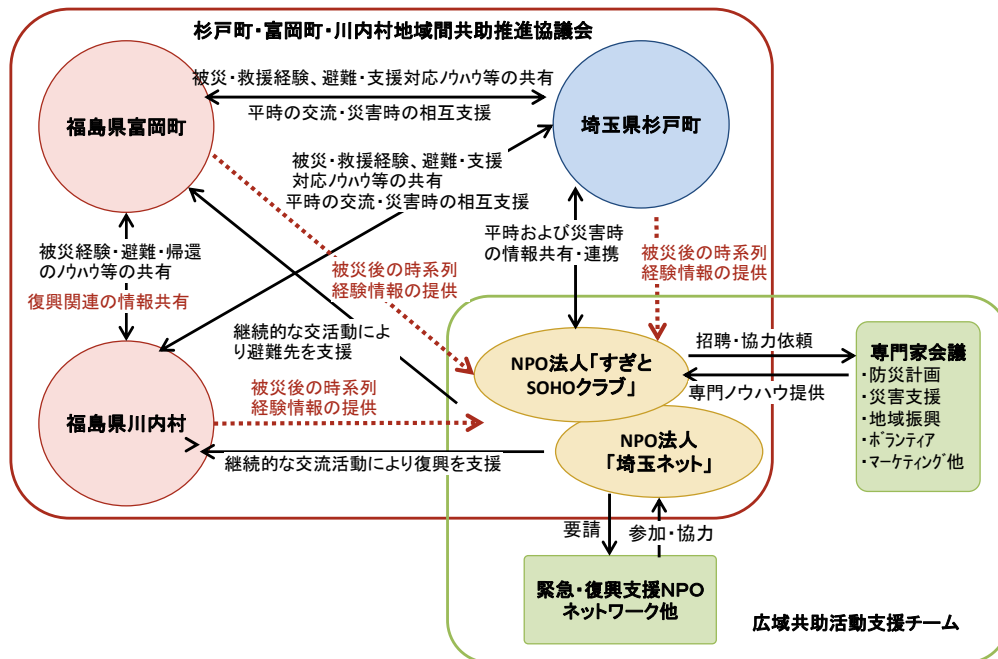 杉戸町・富岡町・川内村地域間共助推進協議会
被災・救援経験、避難・支援対応ノウハウ等の共有
平時の交流・災害時の相互支援
福島県富岡町
埼玉県杉戸町
被災・救援経験、避難・支援
対応ノウハウ等の共有
平時の交流・災害時の相互支援
被災経験・避難・帰還
のノウハウ等の共有
復興関連の情報共有
平時および災害時
の情報共有・連携
被災後の時系列
経験情報の提供
被災後の時系列
経験情報の提供
継続的な交活動によ
り避難先を支援
NPO法人「すぎと
SOHOクラブ」
招聘・協力依頼
専門ノウハウ提供
専門家会議
・防災計画
・災害支援
・地域振興
・ボランティア
・マーケティング他
福島県川内村
被災後の時系列
経験情報の提供
継続的な交流活動により復興を支援
NPO法人
「埼玉ネット」
要請
参加・協力
緊急・復興支援NPO
ネットワーク他
広域共助活動支援チーム